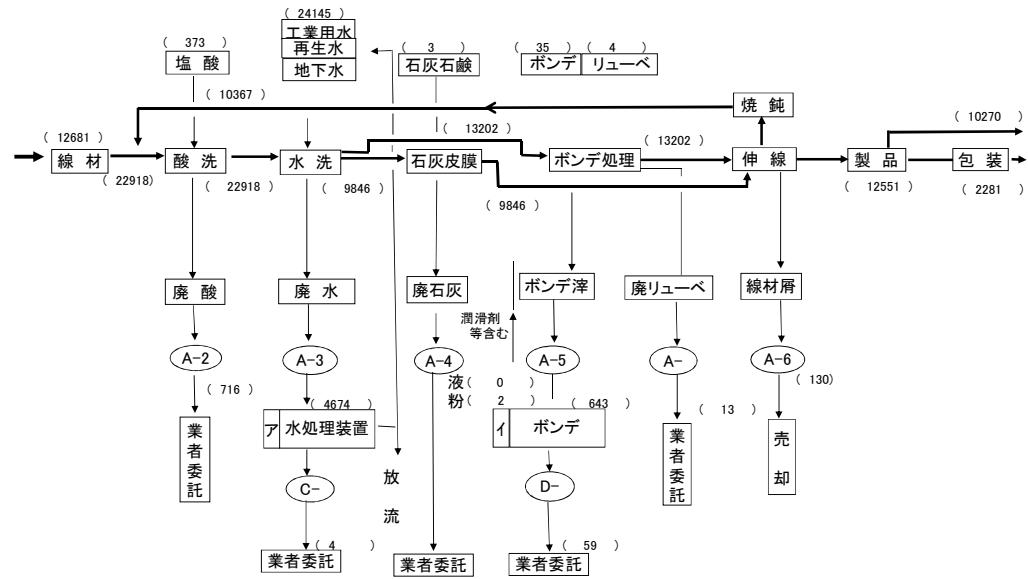 ( 24145 )
工業用水
再生水
地下水
( 373 )
塩酸
( 3 )
石灰石鹸
( 35 ) ( 4 )
ボンデ リューベ
( 10367 )
焼 鈍
( 12681 )
( 13202 )
( 13202 )
( 10270 )
線 材
酸 洗
水 洗
石灰皮膜
ボンデ処理
伸 線
製 品
包 装
( 22918)
( 22918 )
( 9846 )
( 9846 )
( 12551 )
( 2281 )
廃 酸
廃 水
廃石灰
ボンデ滓
廃リューベ
線材屑
潤滑剤
等含む
A-2
A-3
A-4
A-5
A-
A-6
( 716 )
液( 0 )
粉( 2 )
( 130)
( 4674 )
( 643 )
( 13 )
ア 水処理装置
イ ボンデ
業者委託
業者委託
売却
放流
C-
D-
( 4 )
( 59 )
業者委託
業者委託
業者委託